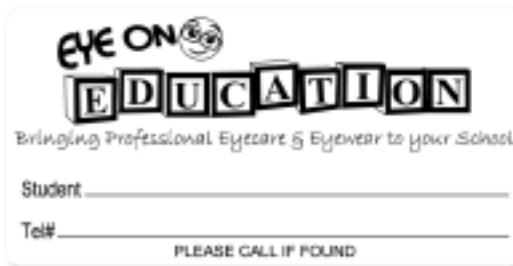 EYE ON
EDUCATION
Bringing Professional Eyecare & Eyewear to your School
Student
Tel#
PLEASE CALL IF FOUND